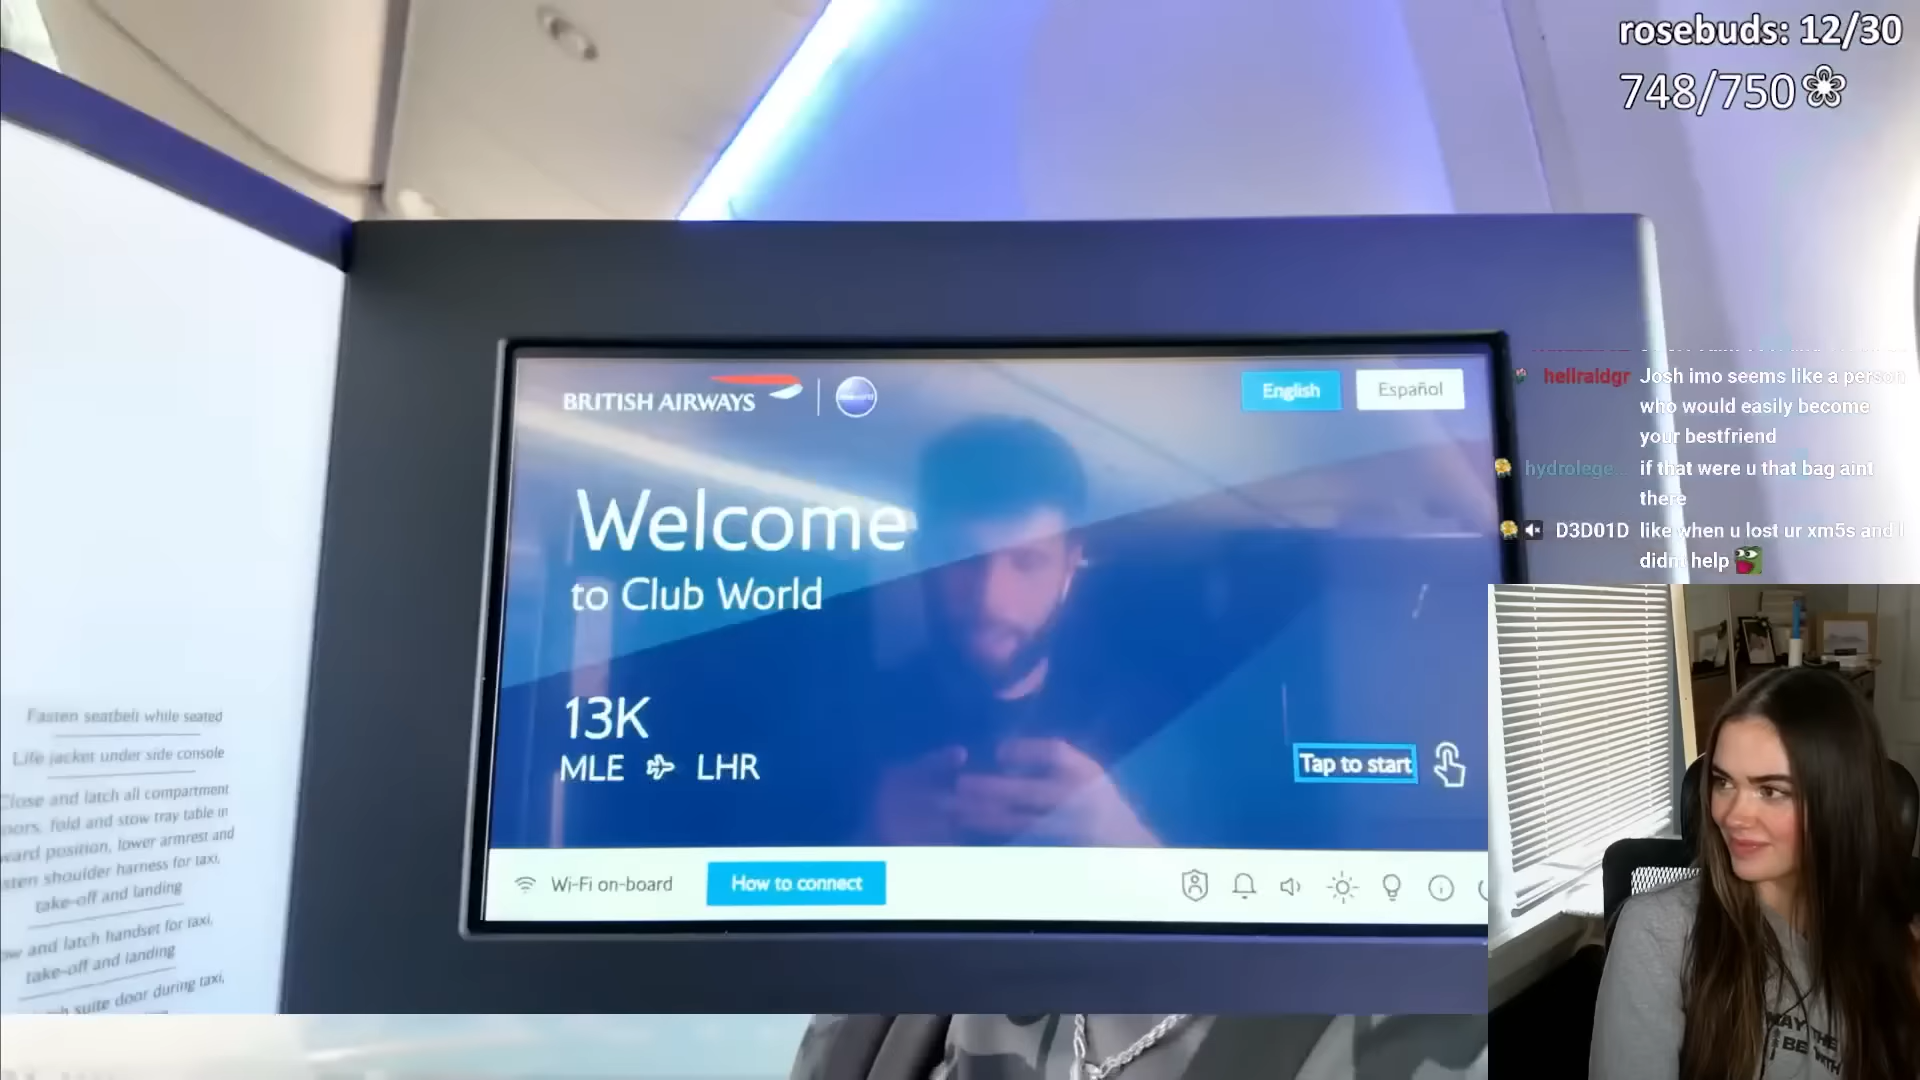 rosebuds: 12/30
748/750
hellraidgr Josh imo seems like a person
who would easily become
your bestfriend
hydrolege... if that were u that bag aint
there
D3D01D like when u lost ur xm5s and I
didnt help
BRITISH AIRWAYS
English
Español
Welcome
to Club World
13K
MLE LHR
Tap to start
Wi-Fi on-board
How to connect
Fasten seatbelt while seated
Life jacket under side console
Close and latch all compartment
fold and stow tray table in
position, lower armrest and
shoulder harness for taxi,
take-off and landing
and latch handset for taxi,
take-off and landing
suite door during taxi,
MAY THE
BE WITH